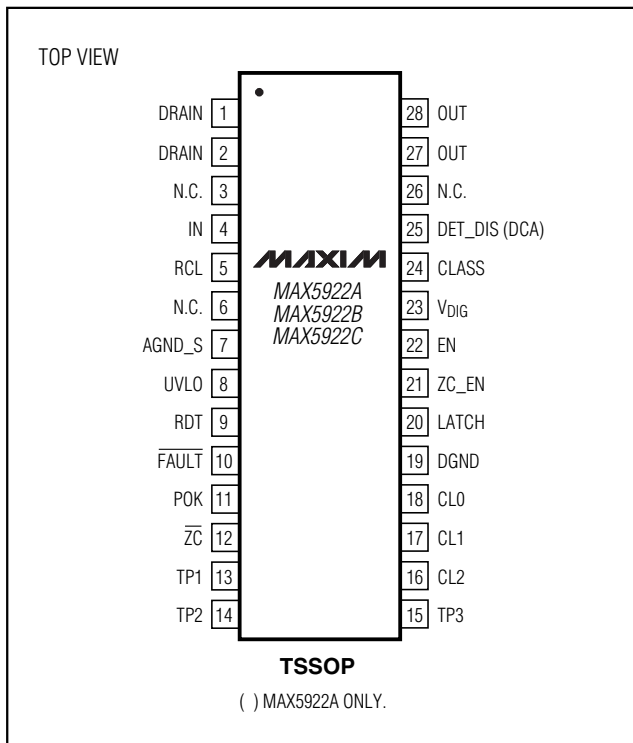 TOP VIEW
DRAIN 1
DRAIN 2
N.C. 3
IN 4
RCL 5
N.C. 6
AGND_S 7
UVLO 8
RDT 9
FAULT 10
POK 11
ZC 12
TP1 13
TP2 14
MAXIM
MAX5922A
MAX5922B
MAX5922C
28 OUT
27 OUT
26 N.C.
25 DET_DIS (DCA)
24 CLASS
23 VDIG
22 EN
21 ZC_EN
20 LATCH
19 DGND
18 CL0
17 CL1
16 CL2
15 TP3
TSSOP
( ) MAX5922A ONLY.